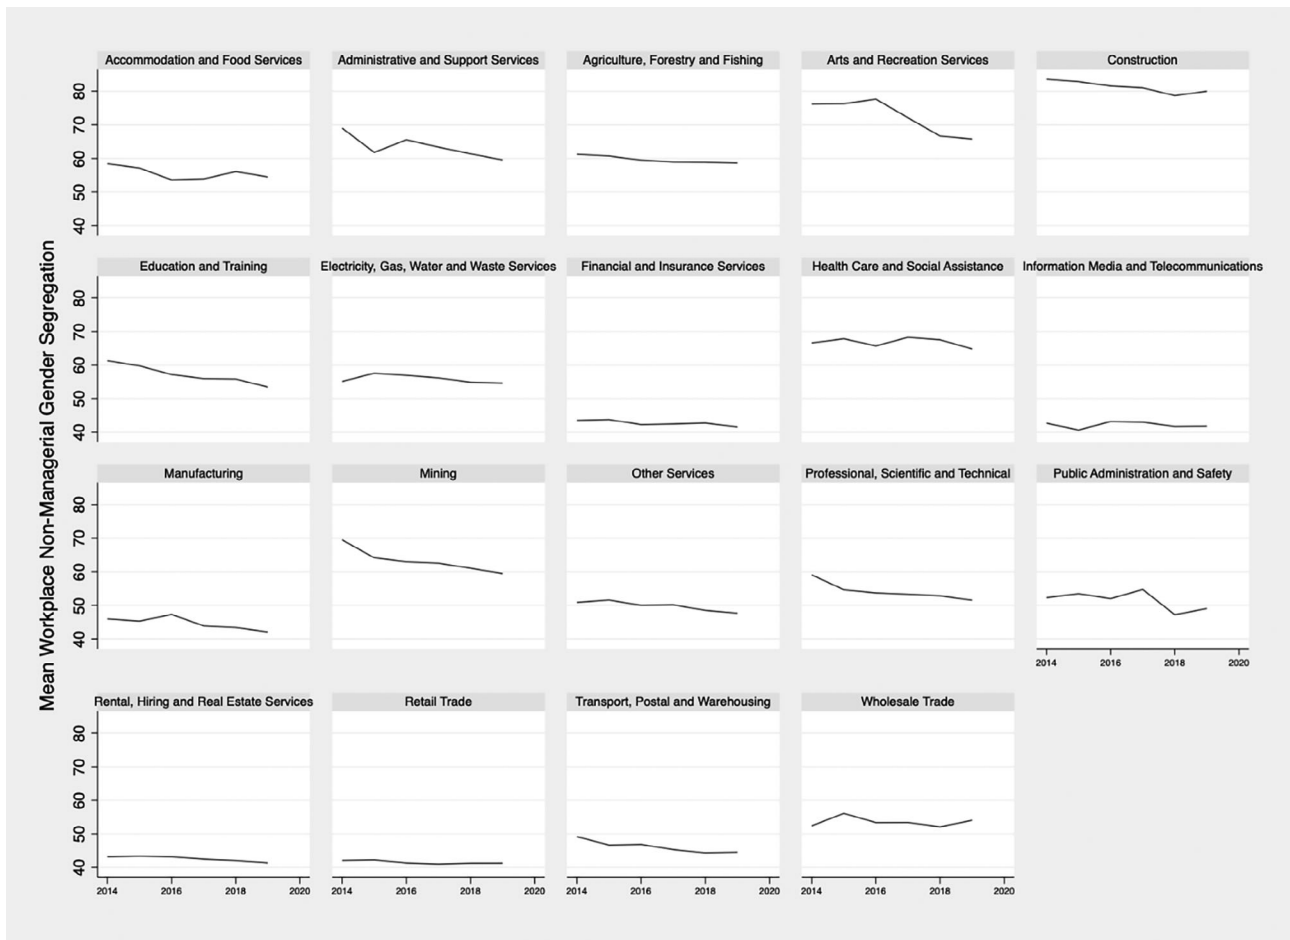 Mean Workplace Non-Managerial Gender Segregation
Accommodation and Food Services
Administrative and Support Services
Agriculture, Forestry and Fishing
Arts and Recreation Services
Construction
80
70
60
50
40
Education and Training
Electricity, Gas, Water and Waste Services
Financial and Insurance Services
Health Care and Social Assistance
Information Media and Telecommunications
80
70
60
50
40
Manufacturing
Mining
Other Services
Professional, Scientific and Technical
Public Administration and Safety
80
70
60
50
40
2014 2016 2018 2020
Rental, Hiring and Real Estate Services
Retail Trade
Transport, Postal and Warehousing
Wholesale Trade
80
70
60
50
40
2014 2016 2018 2020
2014 2016 2018 2020
2014 2016 2018 2020
2014 2016 2018 2020